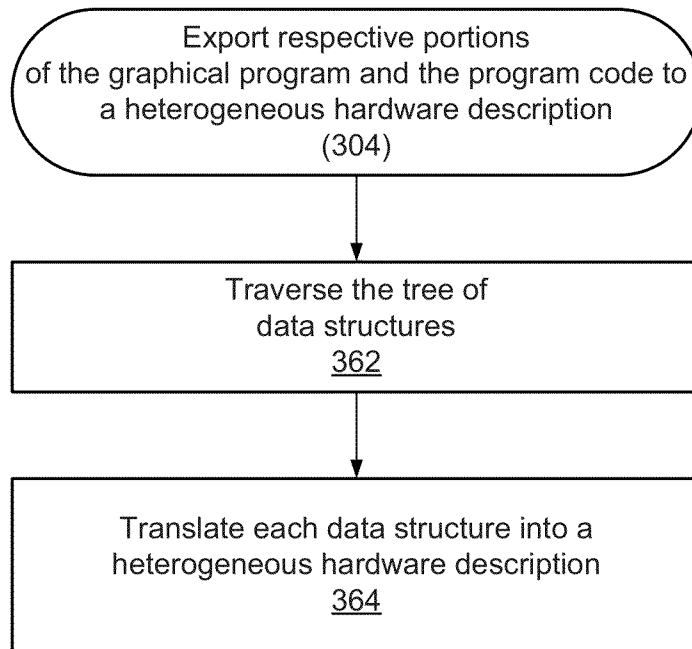 Export respective portions
of the graphical program and the program code to
a heterogeneous hardware description
(304)
Traverse the tree of
data structures
362
Translate each data structure into a
heterogeneous hardware description
364